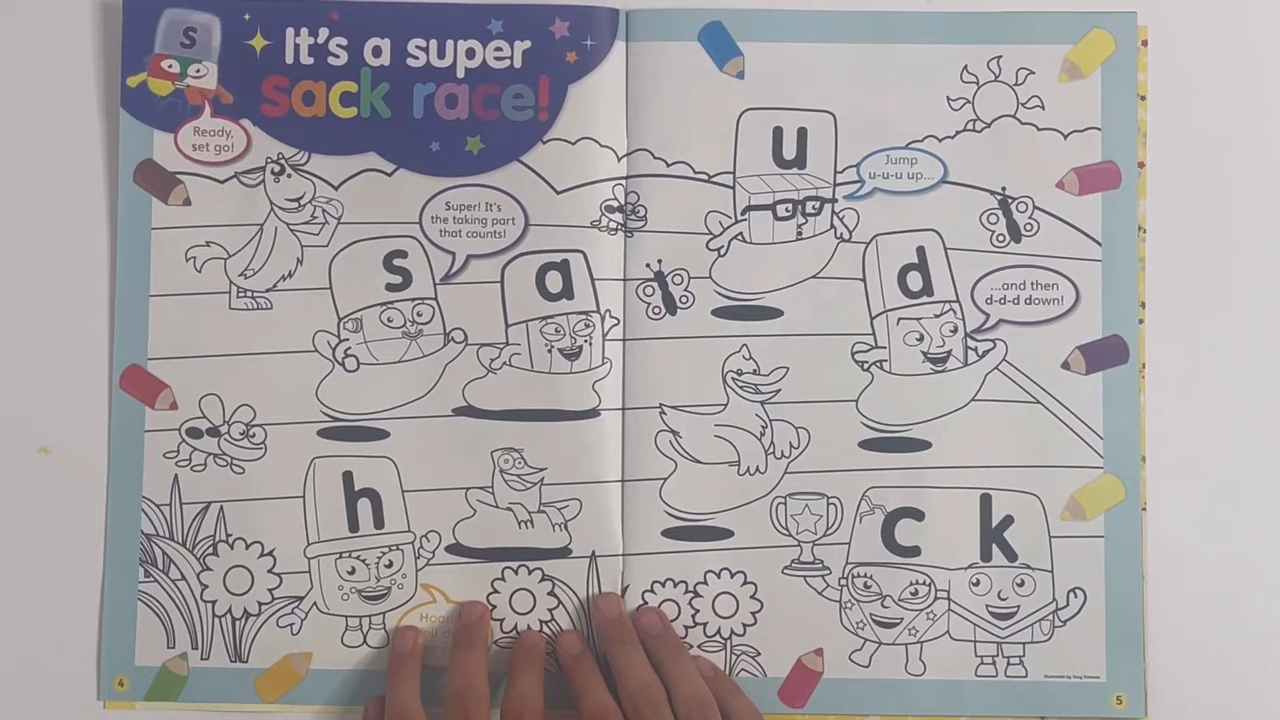 s
It's a super
sack race!
Ready,
set go!
Super! It's
the taking part
that counts!
s
a
h
u
Jump
u-u-u up...
d
...and then
d-d-d down!
c k
4
5